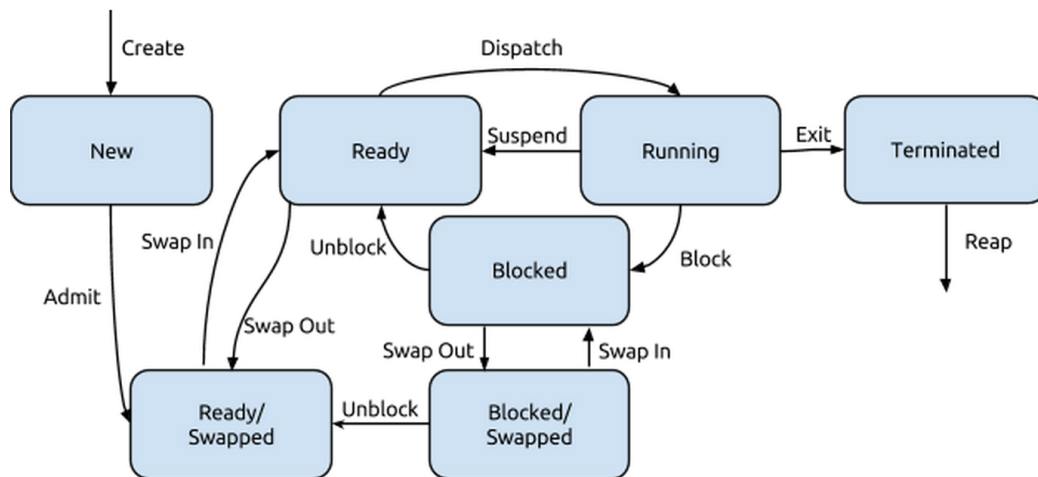 Create
Dispatch
New
Ready
Suspend
Running
Exit
Terminated
Swap In
Unblock
Blocked
Block
Reap
Admit
Swap Out
Swap Out
Swap In
Ready/
Swapped
Unblock
Blocked/
Swapped